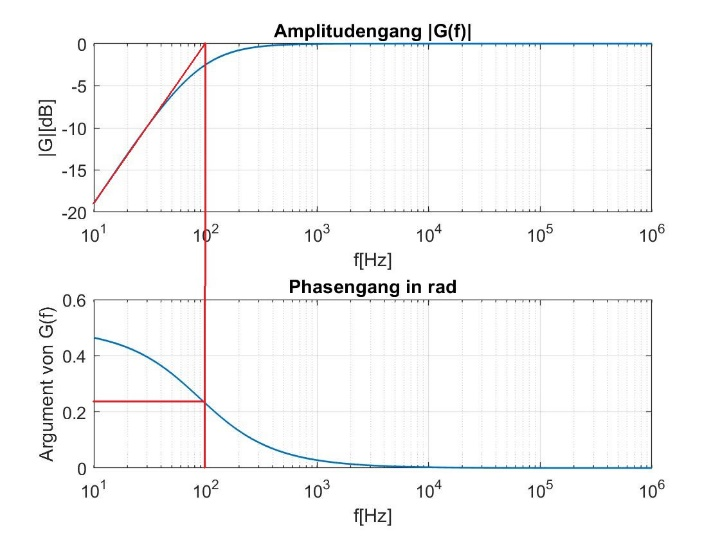 Amplitudengang |G(f)|
0
-5
-10
-15
-20
|G|[dB]
10^1 10^2 10^3 10^4 10^5 10^6
f[Hz]
Phasengang in rad
0.6
0.4
0.2
0
Argument von G(f)
10^1 10^2 10^3 10^4 10^5 10^6
f[Hz]